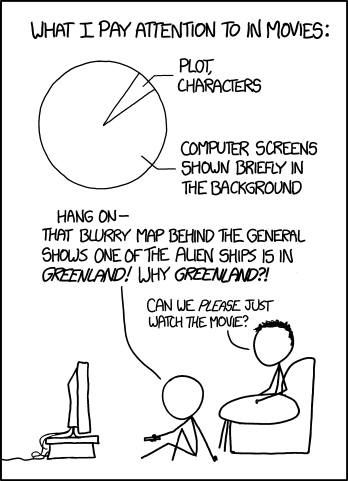 WHAT I PAY ATTENTION TO IN MOVIES:
PLOT,
CHARACTERS
COMPUTER SCREENS
SHOWN BRIEFLY IN
THE BACKGROUND
HANG ON—
THAT BLURRY MAP BEHIND THE GENERAL
SHOWS ONE OF THE ALIEN SHIPS IS IN
GREENLAND! WHY GREENLAND?!
CAN WE PLEASE JUST
WATCH THE MOVIE?